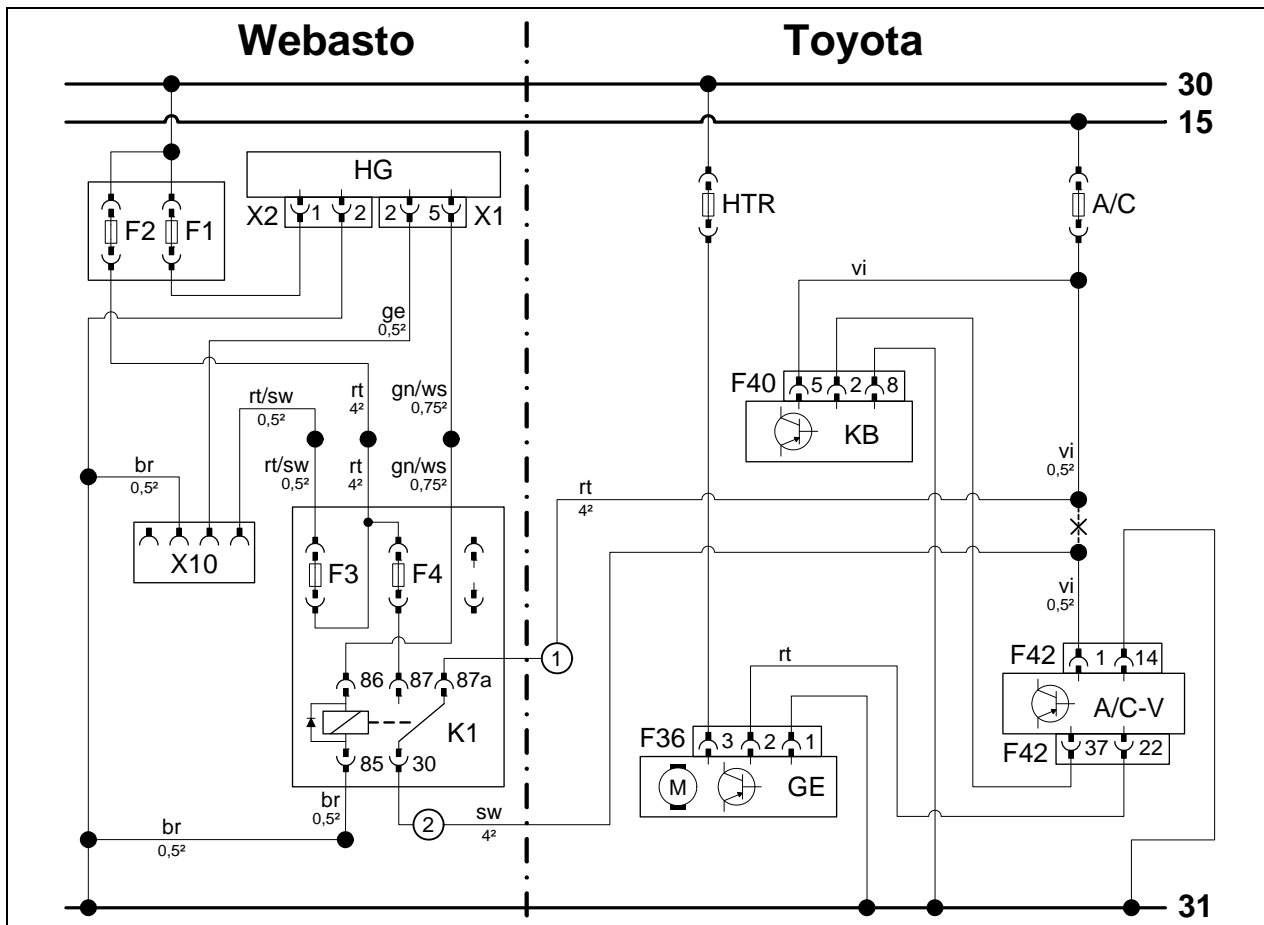 Webasto Toyota
30
15
HG
F2 F1
X2 1 2 2 5 X1
HTR A/C
vi
ge
0,5²
rt/sw
0,5²
rt
4²
gn/ws
0,75²
F40 5 2 8
KB
br
0,5²
rt/sw
0,5²
rt
4²
gn/ws
0,75²
vi
0,5²
rt
4²
X10
F3 F4
vi
0,5²
1
86 87 87a
rt
F42 1 14
A/C-V
K1
F36 3 2 1
F42 37 22
85 30
M GE
br
0,5²
2
sw
4²
br
0,5²
31